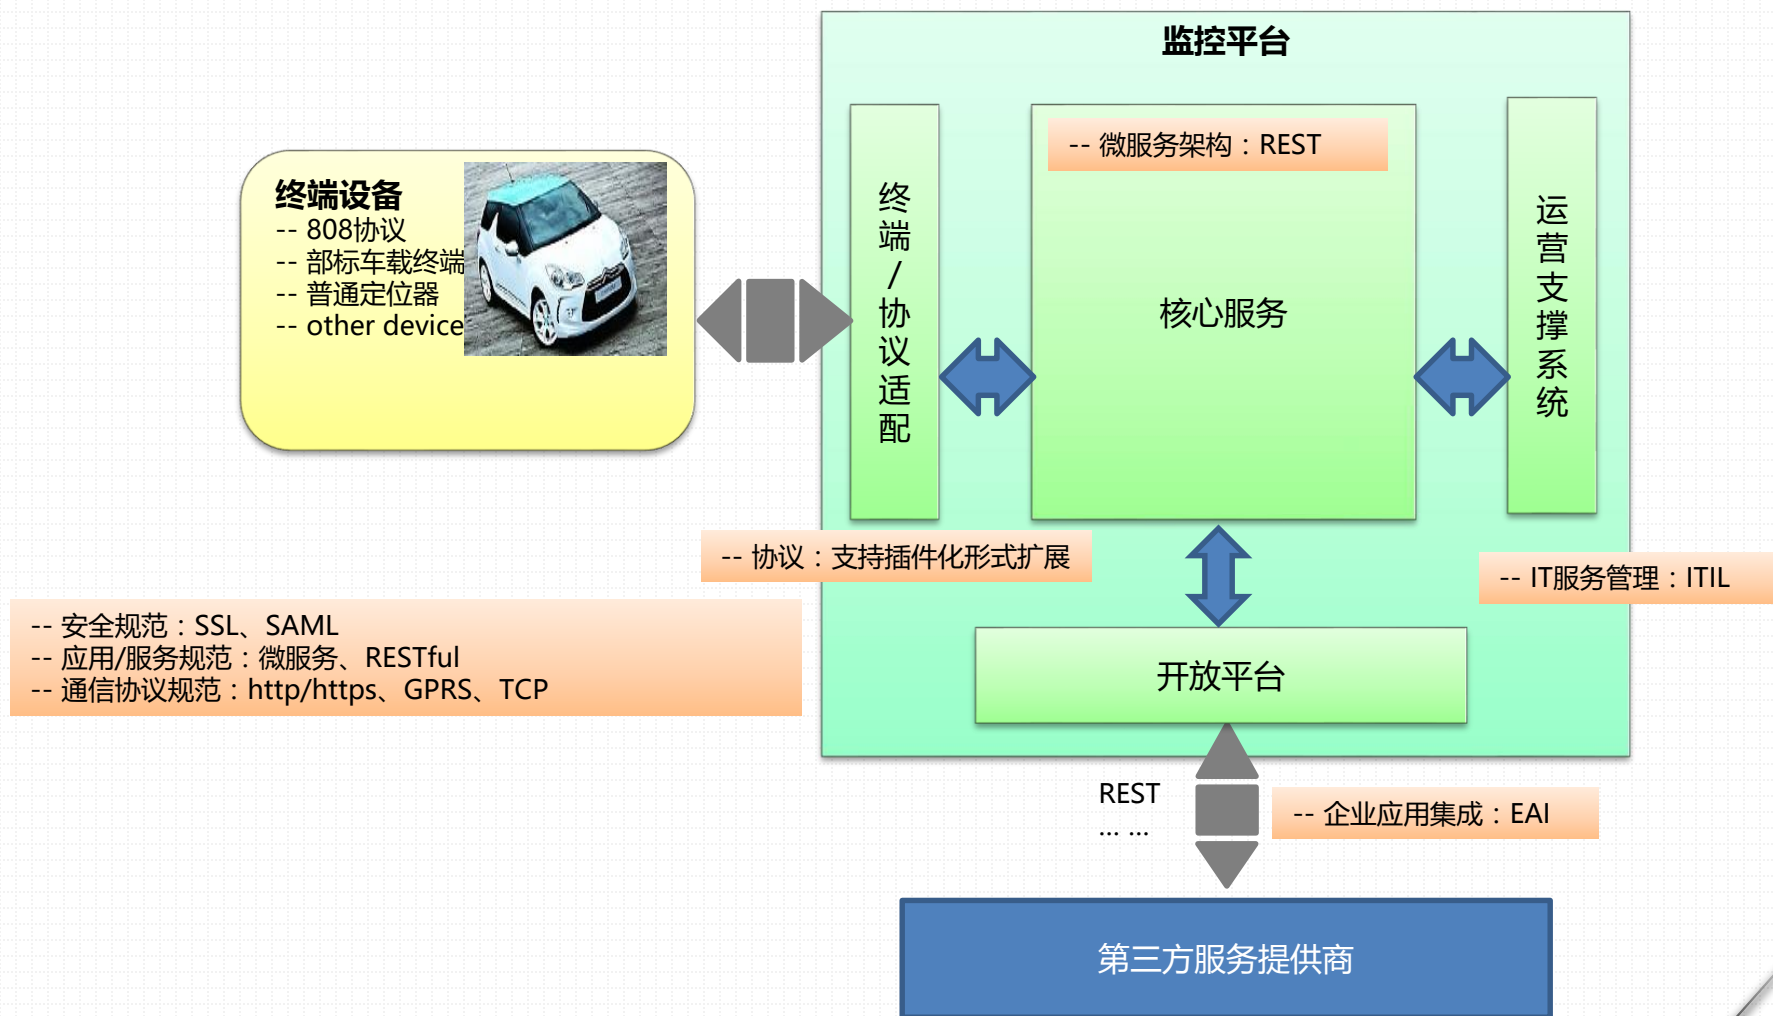 监控平台
-- 微服务架构：REST
终端设备
-- 808协议
-- 部标车载终端
-- 普通定位器
-- other device
终端/协议适配
核心服务
运营支撑系统
-- 协议：支持插件化形式扩展
-- IT服务管理：ITIL
-- 安全规范：SSL、SAML
-- 应用/服务规范：微服务、RESTful
-- 通信协议规范：http/https、GPRS、TCP
开放平台
REST
... ...
-- 企业应用集成：EAI
第三方服务提供商